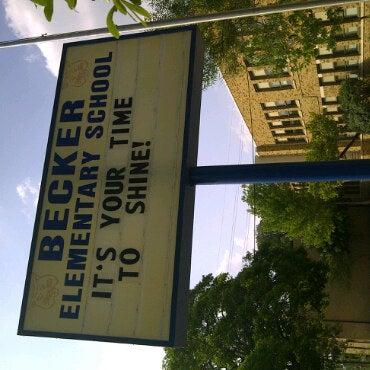 BECKER
ELEMENTARY SCHOOL
IT'S YOUR TIME
TO SHINE!